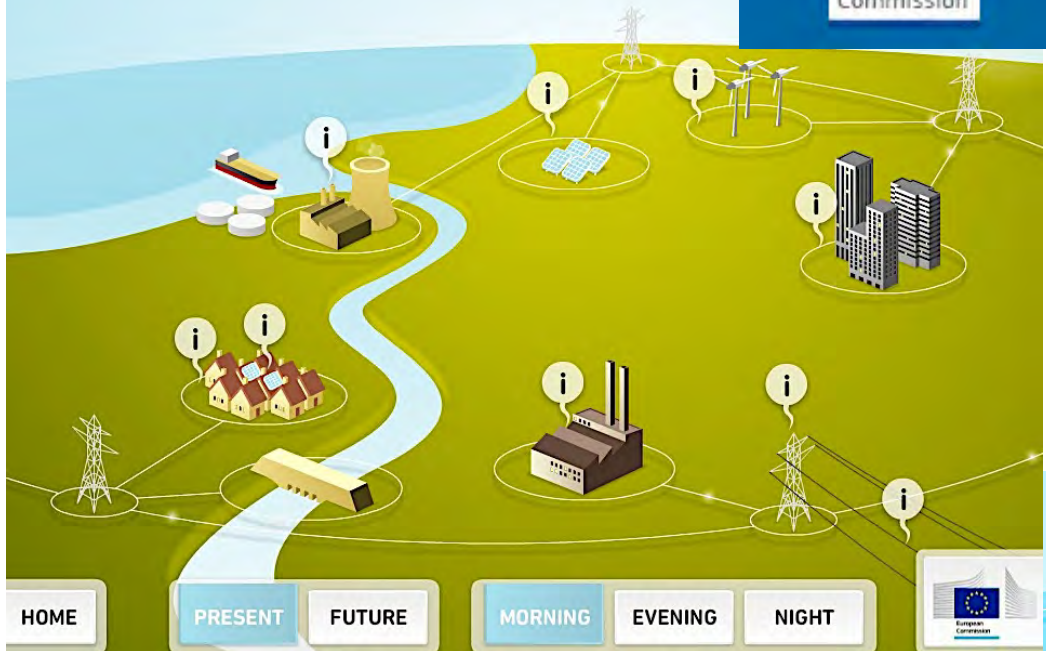 Commission
i
i
i
i
i
i
i
i
i
HOME
PRESENT
FUTURE
MORNING
EVENING
NIGHT
European
Commission